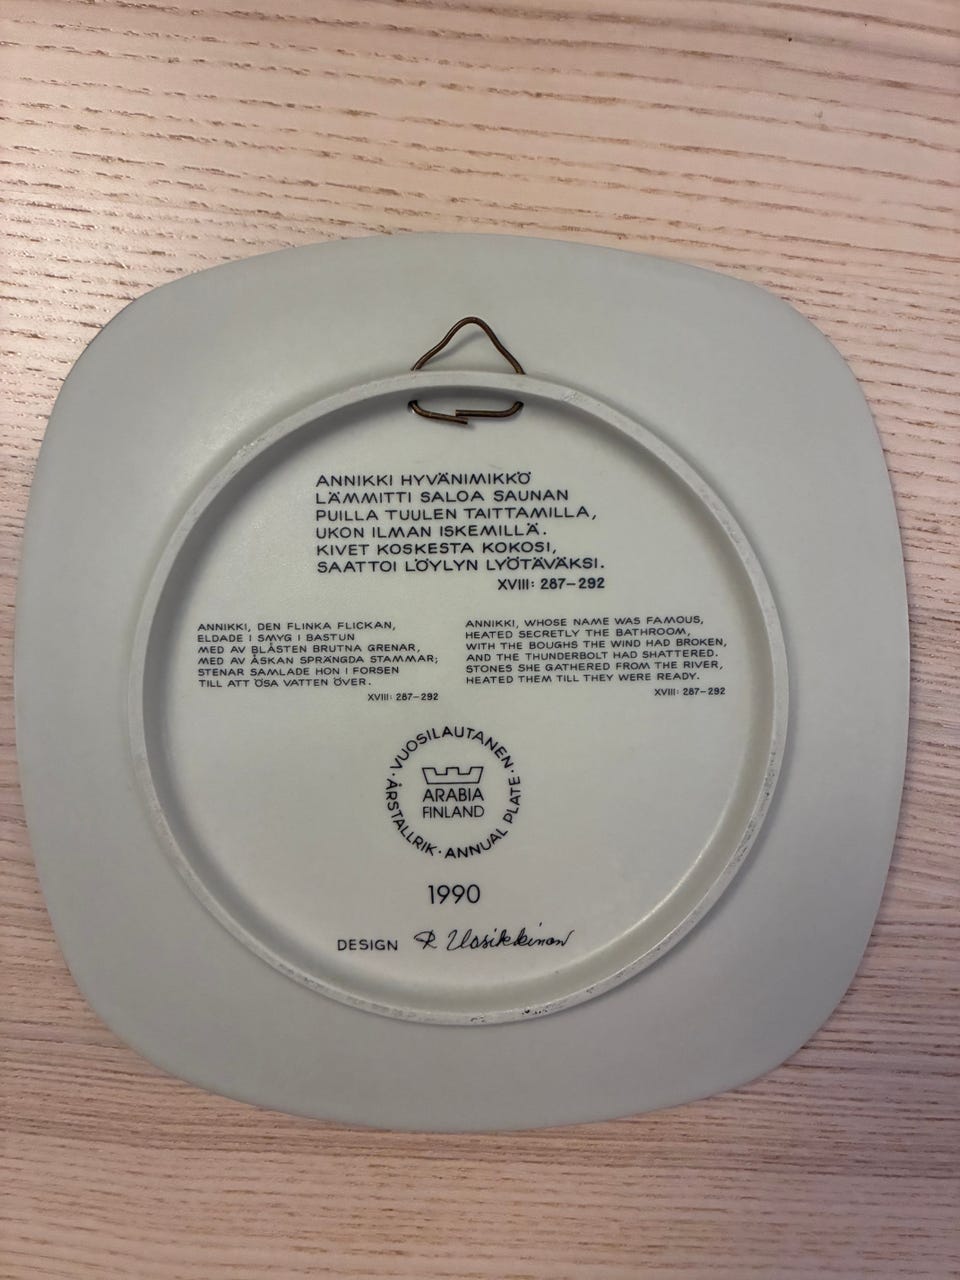 ANNIKKI HYVÄNIMIKKÖ
LÄMMITTI SALOA SAUNAN
PUILLA TUULEN TAITTAMILLA,
UKON ILMAN ISKEMILLÄ.
KIVET KOSKESTA KOKOSI,
SAATTOI LÖYLYN LYÖTÄVÄKSI.
XVIII: 287–292
ANNIKKI, DEN FLINKA FLICKAN,
ELDADE I SMYG I BASTUN
MED AV BLÅSTEN BRUTNA GRENAR,
MED AV ÅSKAN SPRÄNGDA STAMMAR;
STENAR SAMLADE HON I FORSEN
TILL ATT ÖSA VATTEN ÖVER.
XVIII: 287–292
ANNIKKI, WHOSE NAME WAS FAMOUS,
HEATED SECRETLY THE BATHROOM,
WITH THE BOUGHS THE WIND HAD BROKEN,
AND THE THUNDERBOLT HAD SHATTERED.
STONES SHE GATHERED FROM THE RIVER,
HEATED THEM TILL THEY WERE READY.
XVIII: 287–292
· VUOSILAUTANEN · ANNUAL PLATE · ÅRSTALLRIK
ARABIA
FINLAND
1990
DESIGN R Uosikkinen